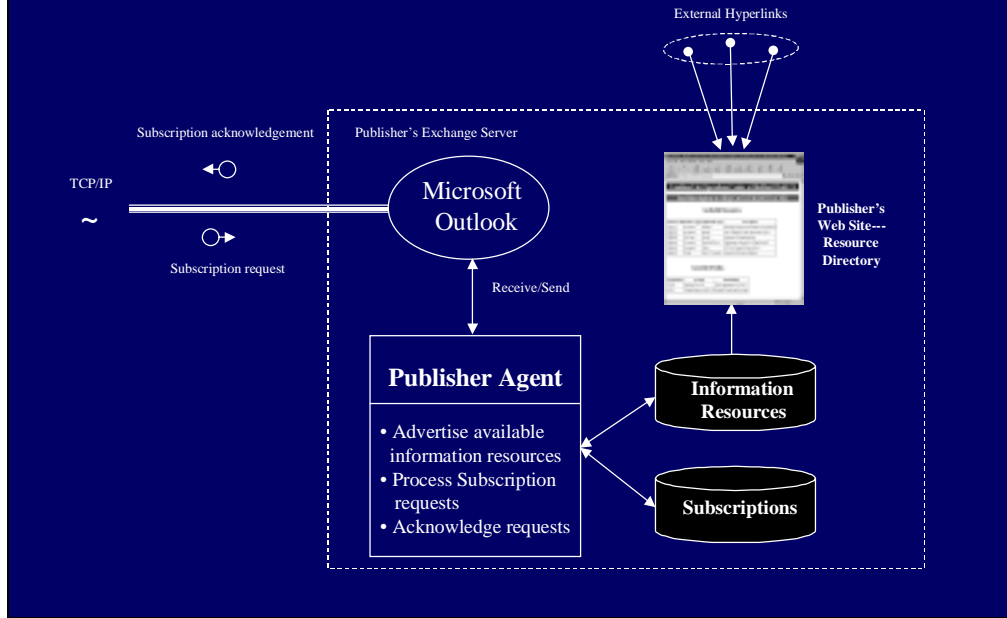 External Hyperlinks
Subscription acknowledgement
Publisher's Exchange Server
TCP/IP
~
Microsoft
Outlook
Publisher's
Web Site---
Resource
Directory
Subscription request
Receive/Send
Publisher Agent
• Advertise available
information resources
• Process Subscription
requests
• Acknowledge requests
Information
Resources
Subscriptions